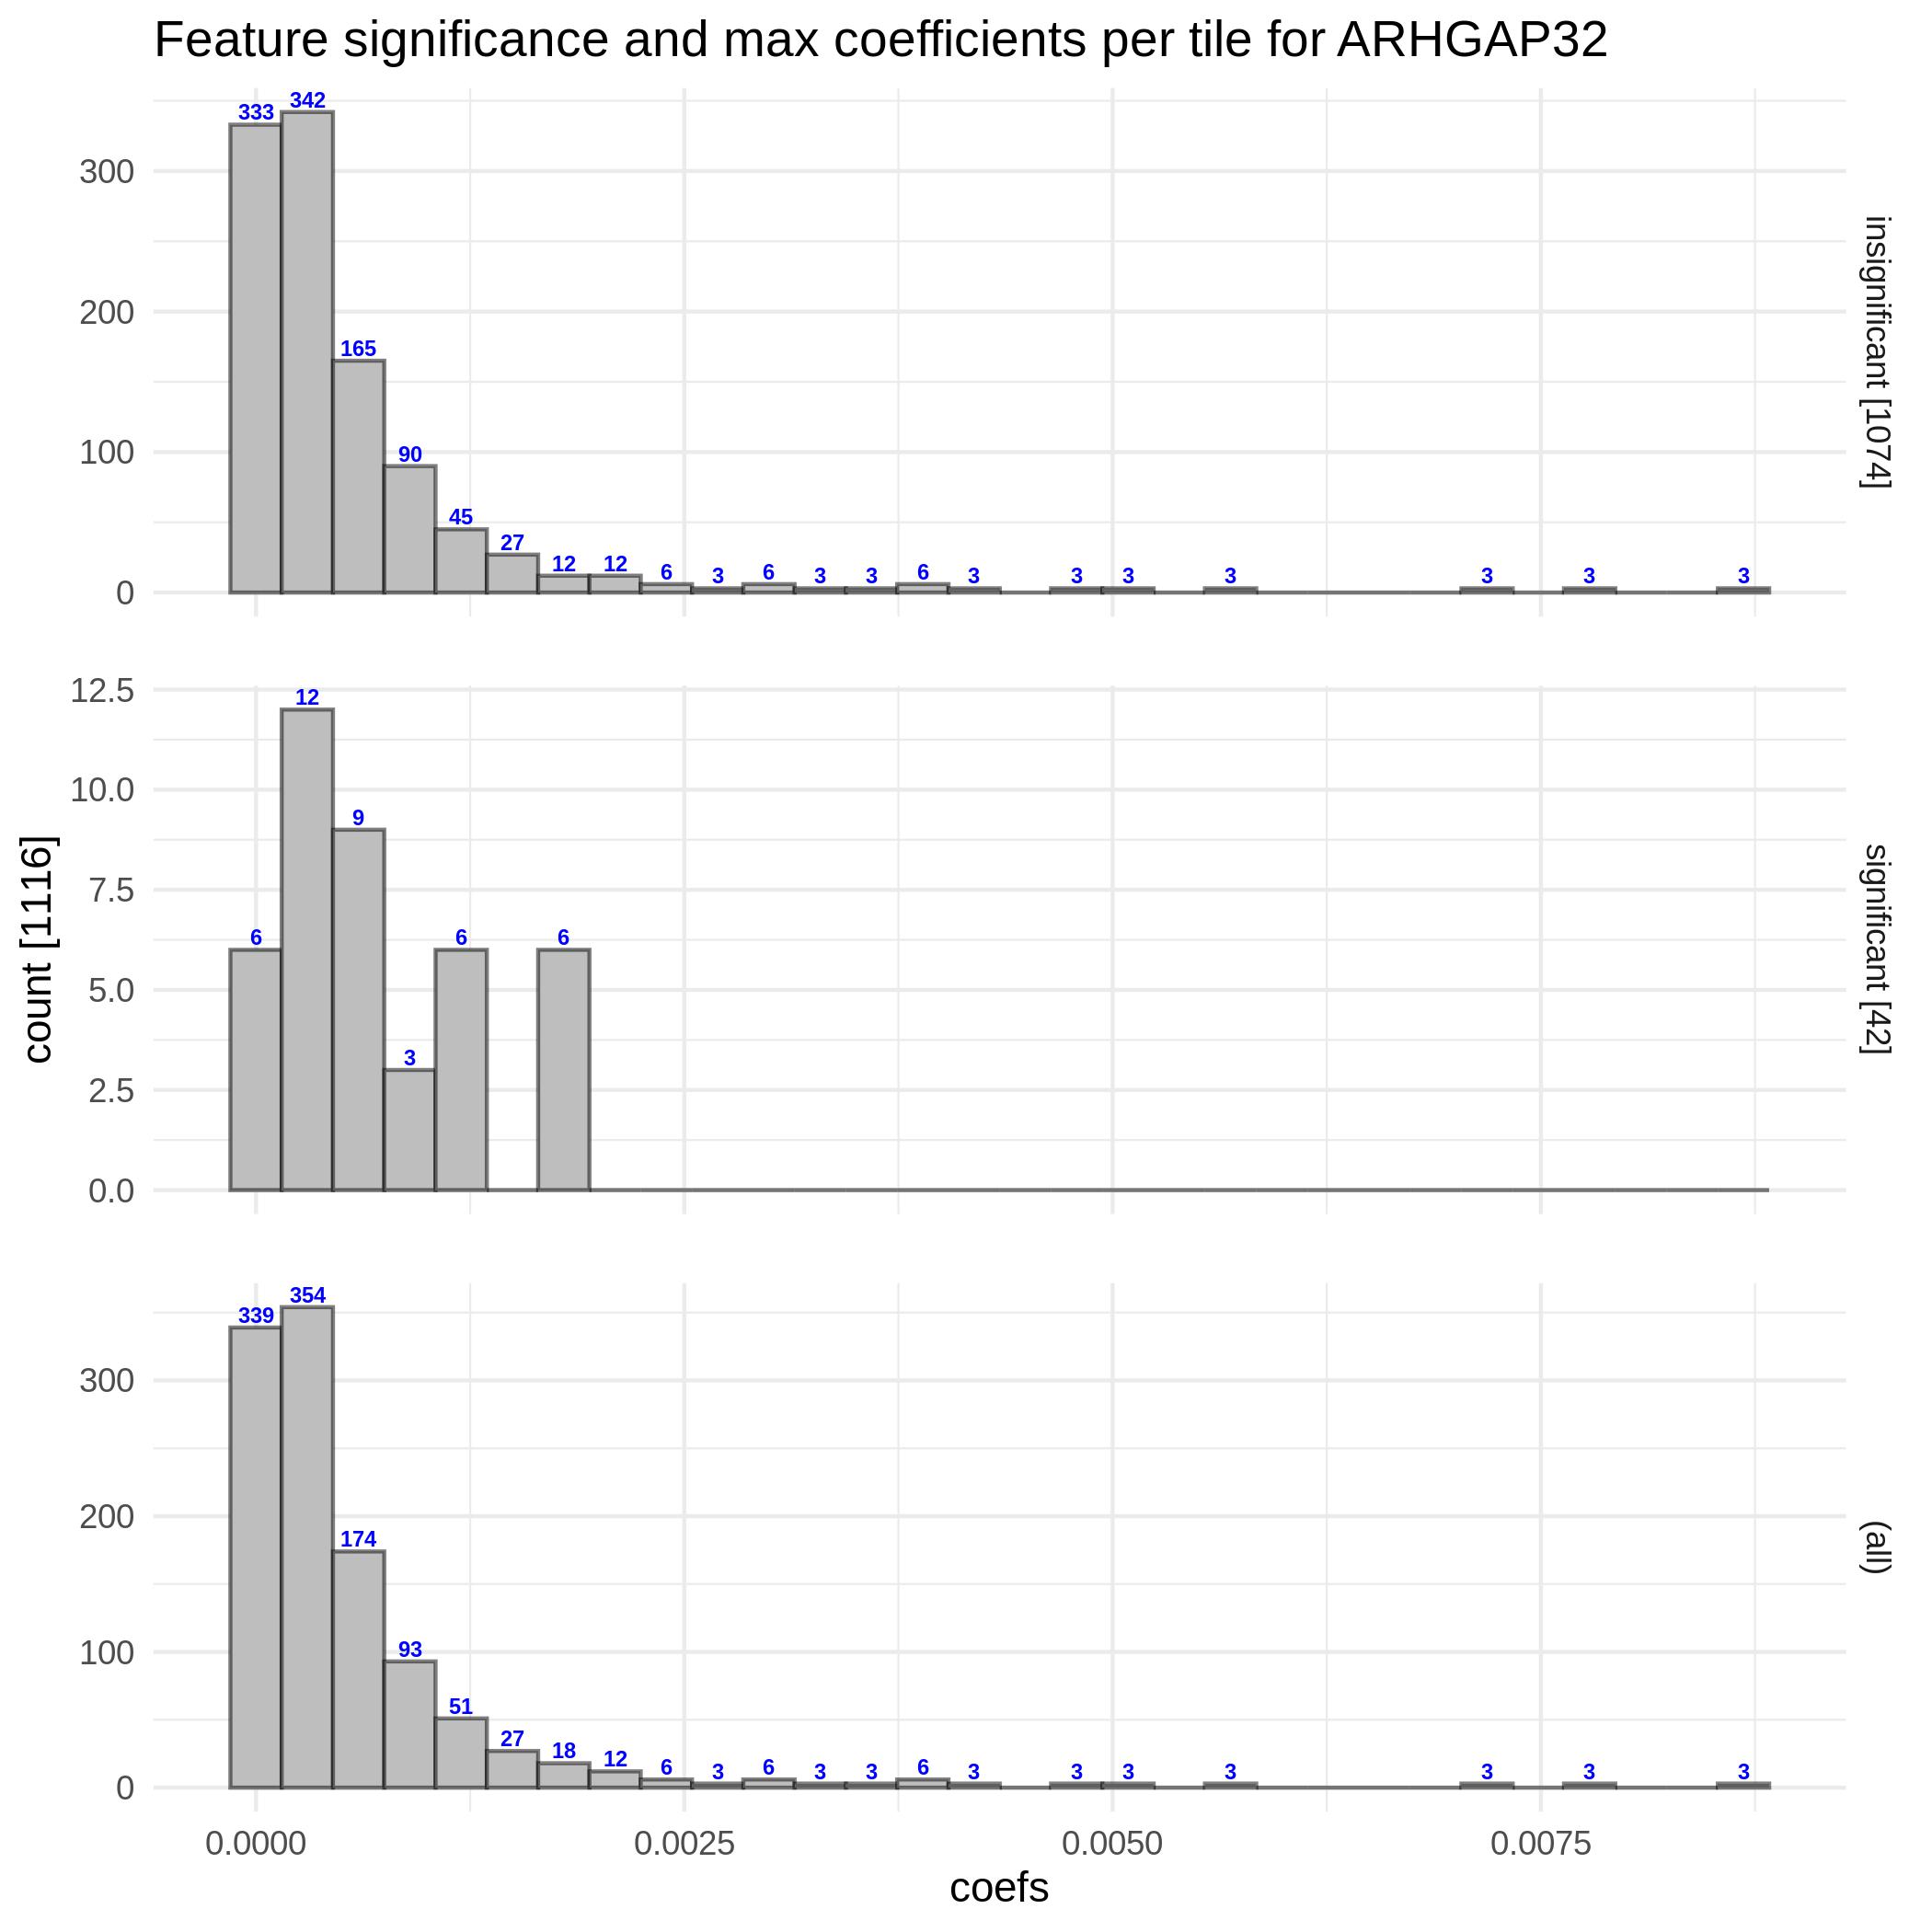 Feature significance and max coefficients per tile for ARHGAP32
333 342 165 90 45 27 12 12 6 3 6 3 3 6 3 3 3 3 3 3 3
300
200
100
0
insignificant [1074]
6 12 9 3 6 6
12.5
10.0
7.5
5.0
2.5
0.0
significant [42]
count [1116]
339 354 174 93 51 27 18 12 6 3 6 3 3 6 3 3 3 3 3 3 3
300
200
100
0
(all)
0.0000 0.0025 0.0050 0.0075
coefs